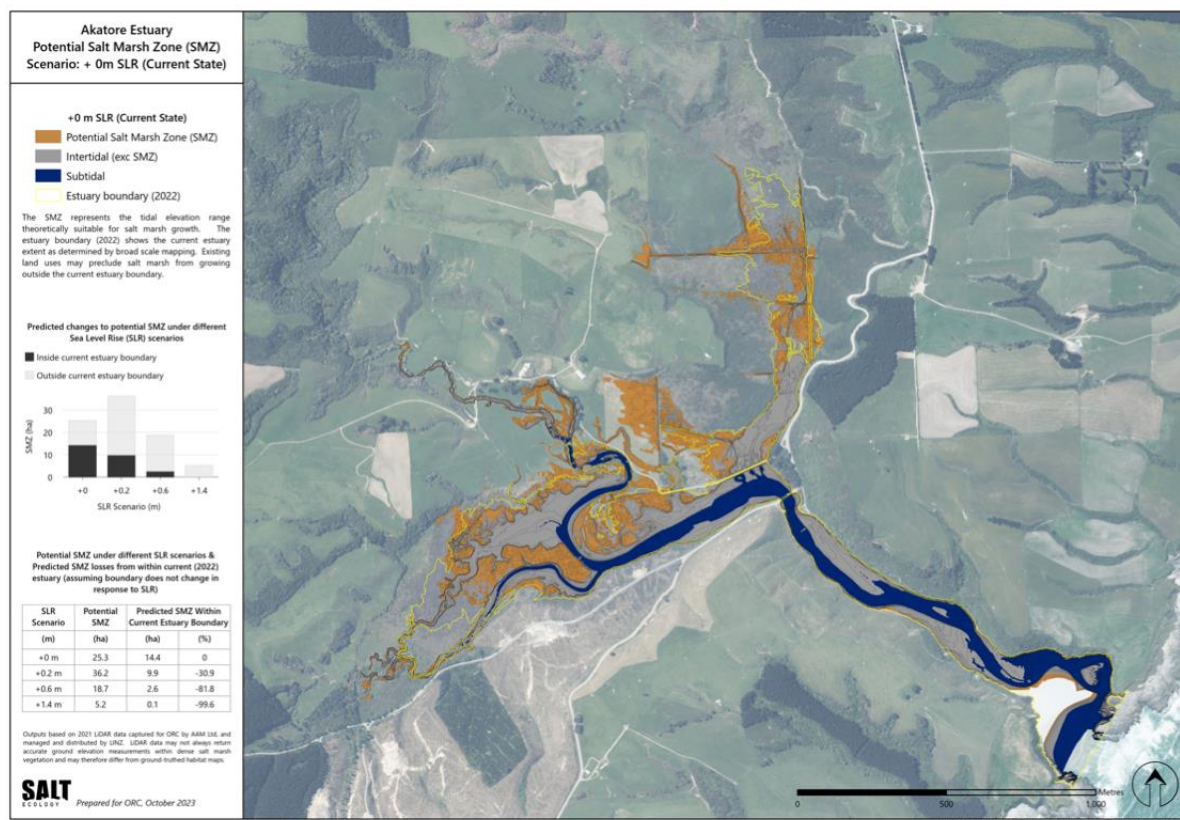 Akatore Estuary
Potential Salt Marsh Zone (SMZ)
Scenario: + 0m SLR (Current State)
+0 m SLR (Current State)
Potential Salt Marsh Zone (SMZ)
Intertidal (exc SMZ)
Subtidal
Estuary boundary (2022)
The SMZ represents the tidal elevation range
theoretically suitable for salt marsh growth. The
estuary boundary (2022) shows the current estuary
extent as determined by broad scale mapping. Existing
land uses may preclude salt marsh from growing
outside the current estuary boundary.
Predicted changes to potential SMZ under different
Sea Level Rise (SLR) scenarios
Inside current estuary boundary
Outside current estuary boundary
SMZ (ha)
30
20
10
0
+0 +0.2 +0.6 +1.4
SLR Scenario (m)
Potential SMZ under different SLR scenarios &
Predicted SMZ losses from within current (2022)
estuary (assuming boundary does not change in
response to SLR)
SLR Scenario Potential SMZ Predicted SMZ Within Current Estuary Boundary
(m) (ha) (ha) (%)
+0 m 25.3 14.4 0
+0.2 m 36.2 9.9 -30.9
+0.6 m 18.7 2.6 -81.8
+1.4 m 5.2 0.1 -99.6
Outputs based on 2021 LiDAR data captured for ORC by AAM Ltd, and
managed and distributed by LINZ. LiDAR data may not always return
accurate ground elevation measurements within dense salt marsh
vegetation and may therefore differ from ground-truthed habitat maps.
SALT
ECOLOGY
Prepared for ORC, October 2023
Metres
0 500 1,000